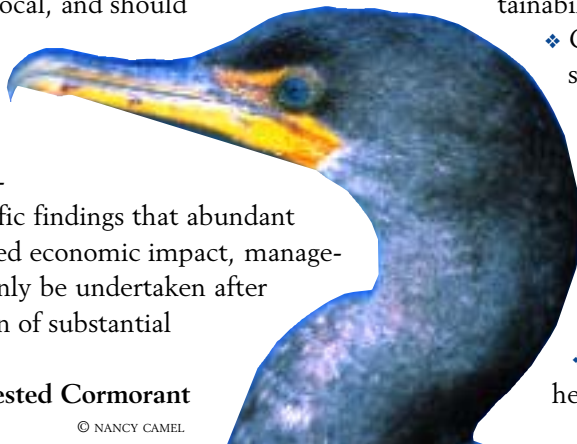 ocal, and should
-
fic findings that abundant
ed economic impact, manage-
nly be undertaken after
n of substantial
ested Cormorant
© NANCY CAMEL
tainabi
❖ C
s
he